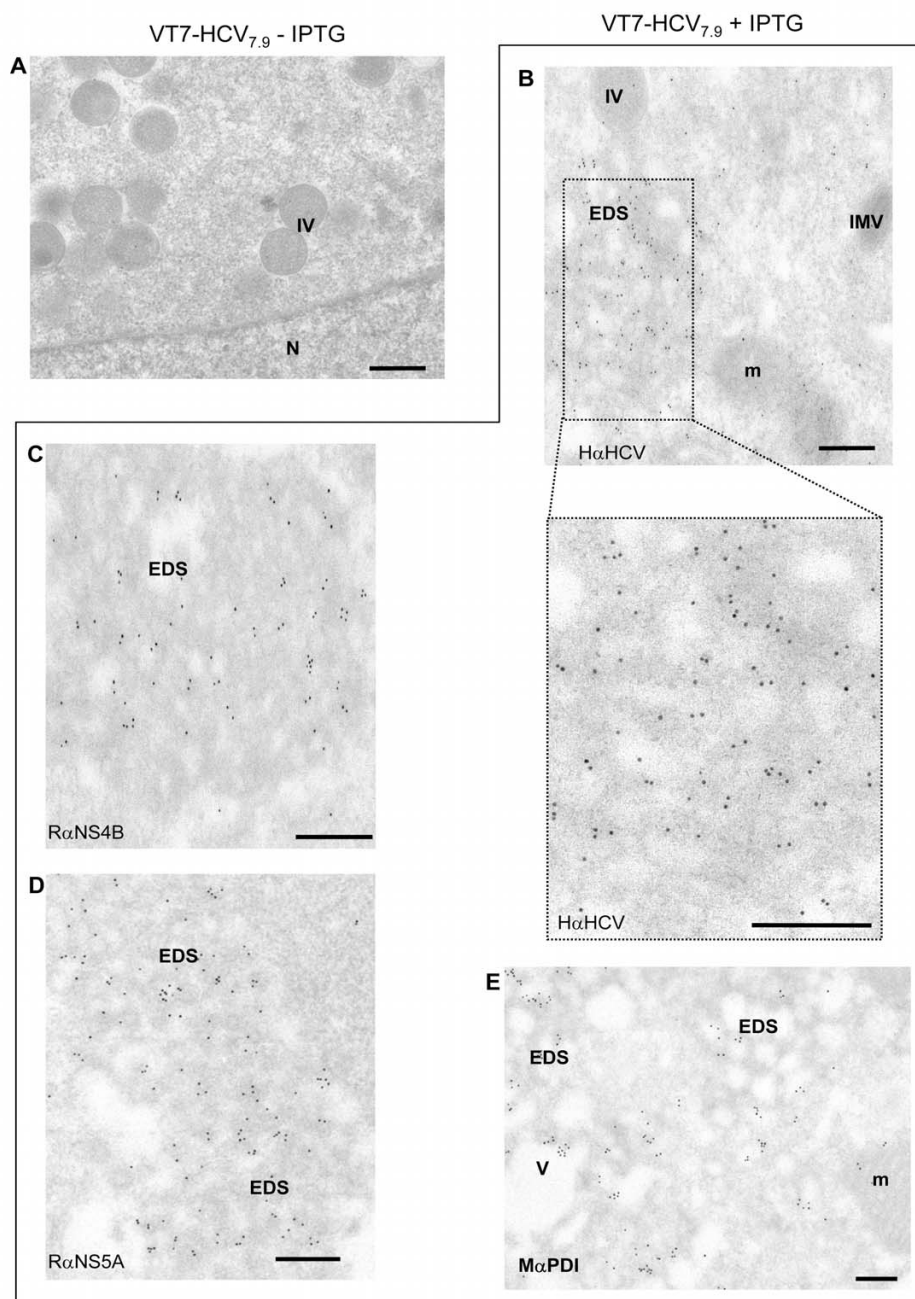 VT7-HCV7.9 - IPTG
VT7-HCV7.9 + IPTG
A
IV
N
B
IV
EDS
IMV
m
HαHCV
C
EDS
RαNS4B
HαHCV
D
EDS
EDS
RαNS5A
E
EDS
EDS
V
m
MαPDI